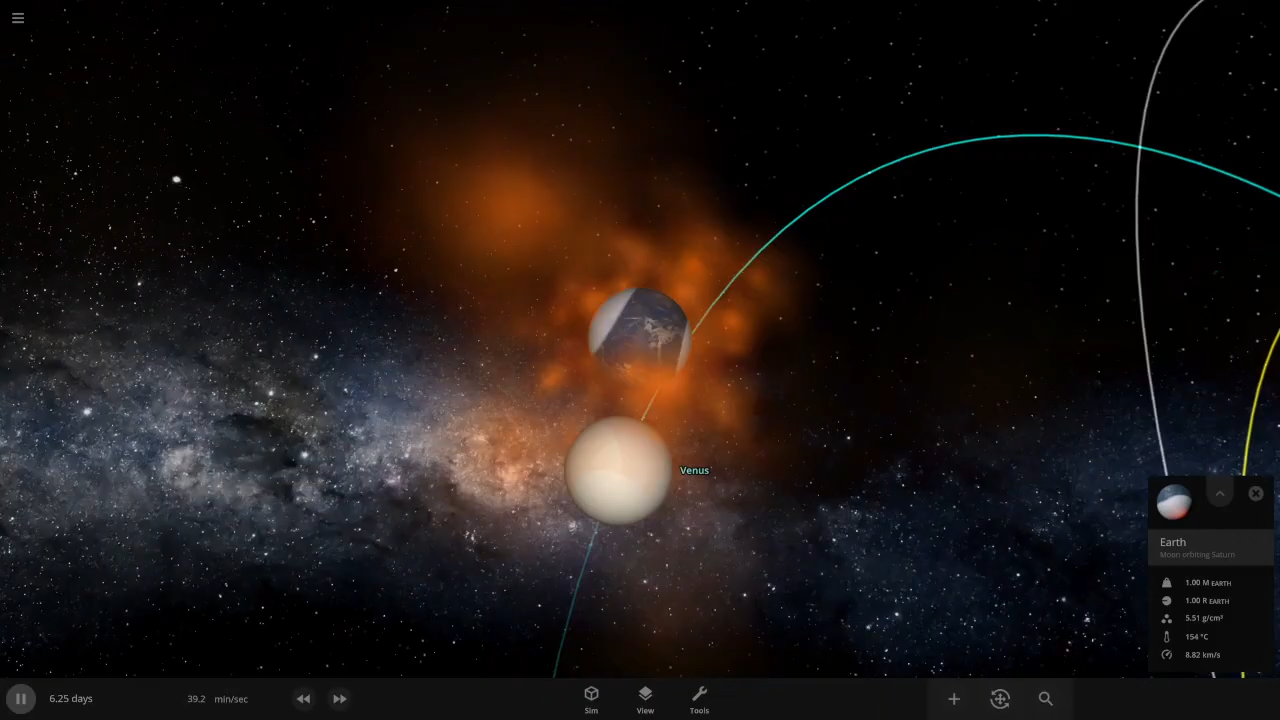 Venus
Earth
Moon orbiting Saturn
1.00 M EARTH
1.00 R EARTH
5.51 g/cm³
154 °C
8.82 km/s
6.25 days
39.2 min/sec
Sim
View
Tools